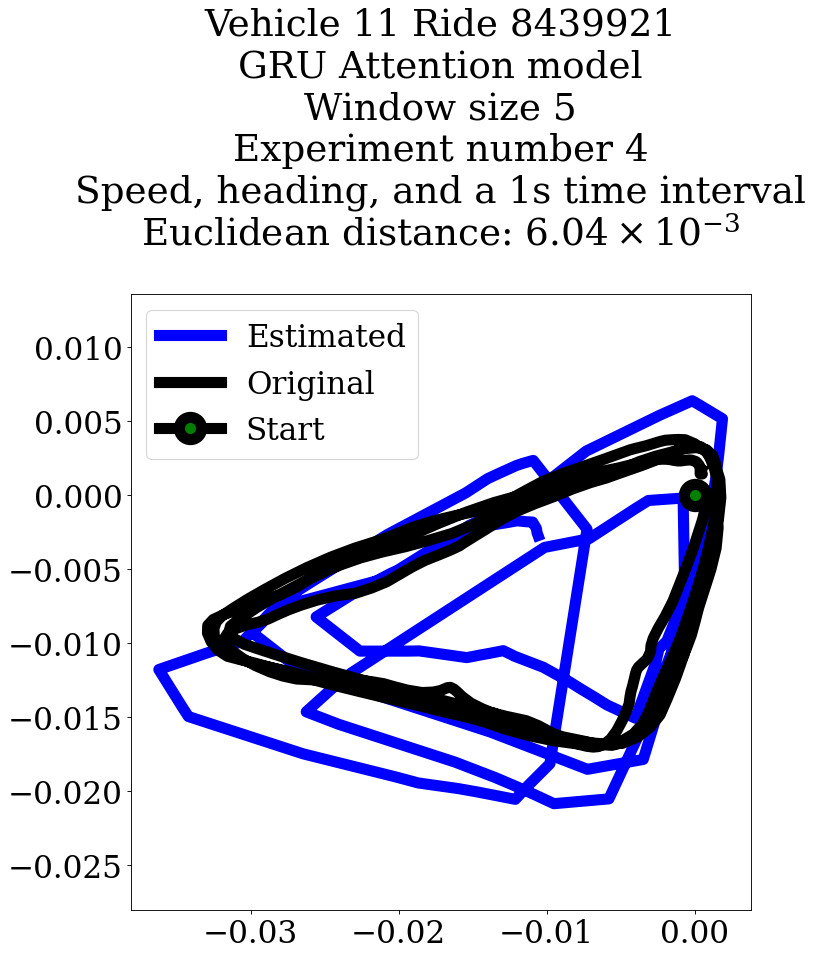 Vehicle 11 Ride 8439921
GRU Attention model
Window size 5
Experiment number 4
Speed, heading, and a 1s time interval
Euclidean distance: 6.04 × 10⁻³
Estimated
Original
Start
0.010
0.005
0.000
−0.005
−0.010
−0.015
−0.020
−0.025
−0.03 −0.02 −0.01 0.00